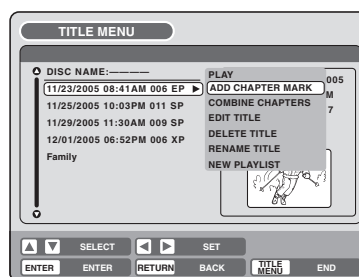 TITLE MENU
DISC NAME:————
11/23/2005 08:41AM 006 EP
11/25/2005 10:03PM 011 SP
11/29/2005 11:30AM 009 SP
12/01/2005 06:52PM 006 XP
Family
PLAY
ADD CHAPTER MARK
COMBINE CHAPTERS
EDIT TITLE
DELETE TITLE
RENAME TITLE
NEW PLAYLIST
005
M
7
SELECT SET
ENTER ENTER RETURN BACK TITLE MENU END